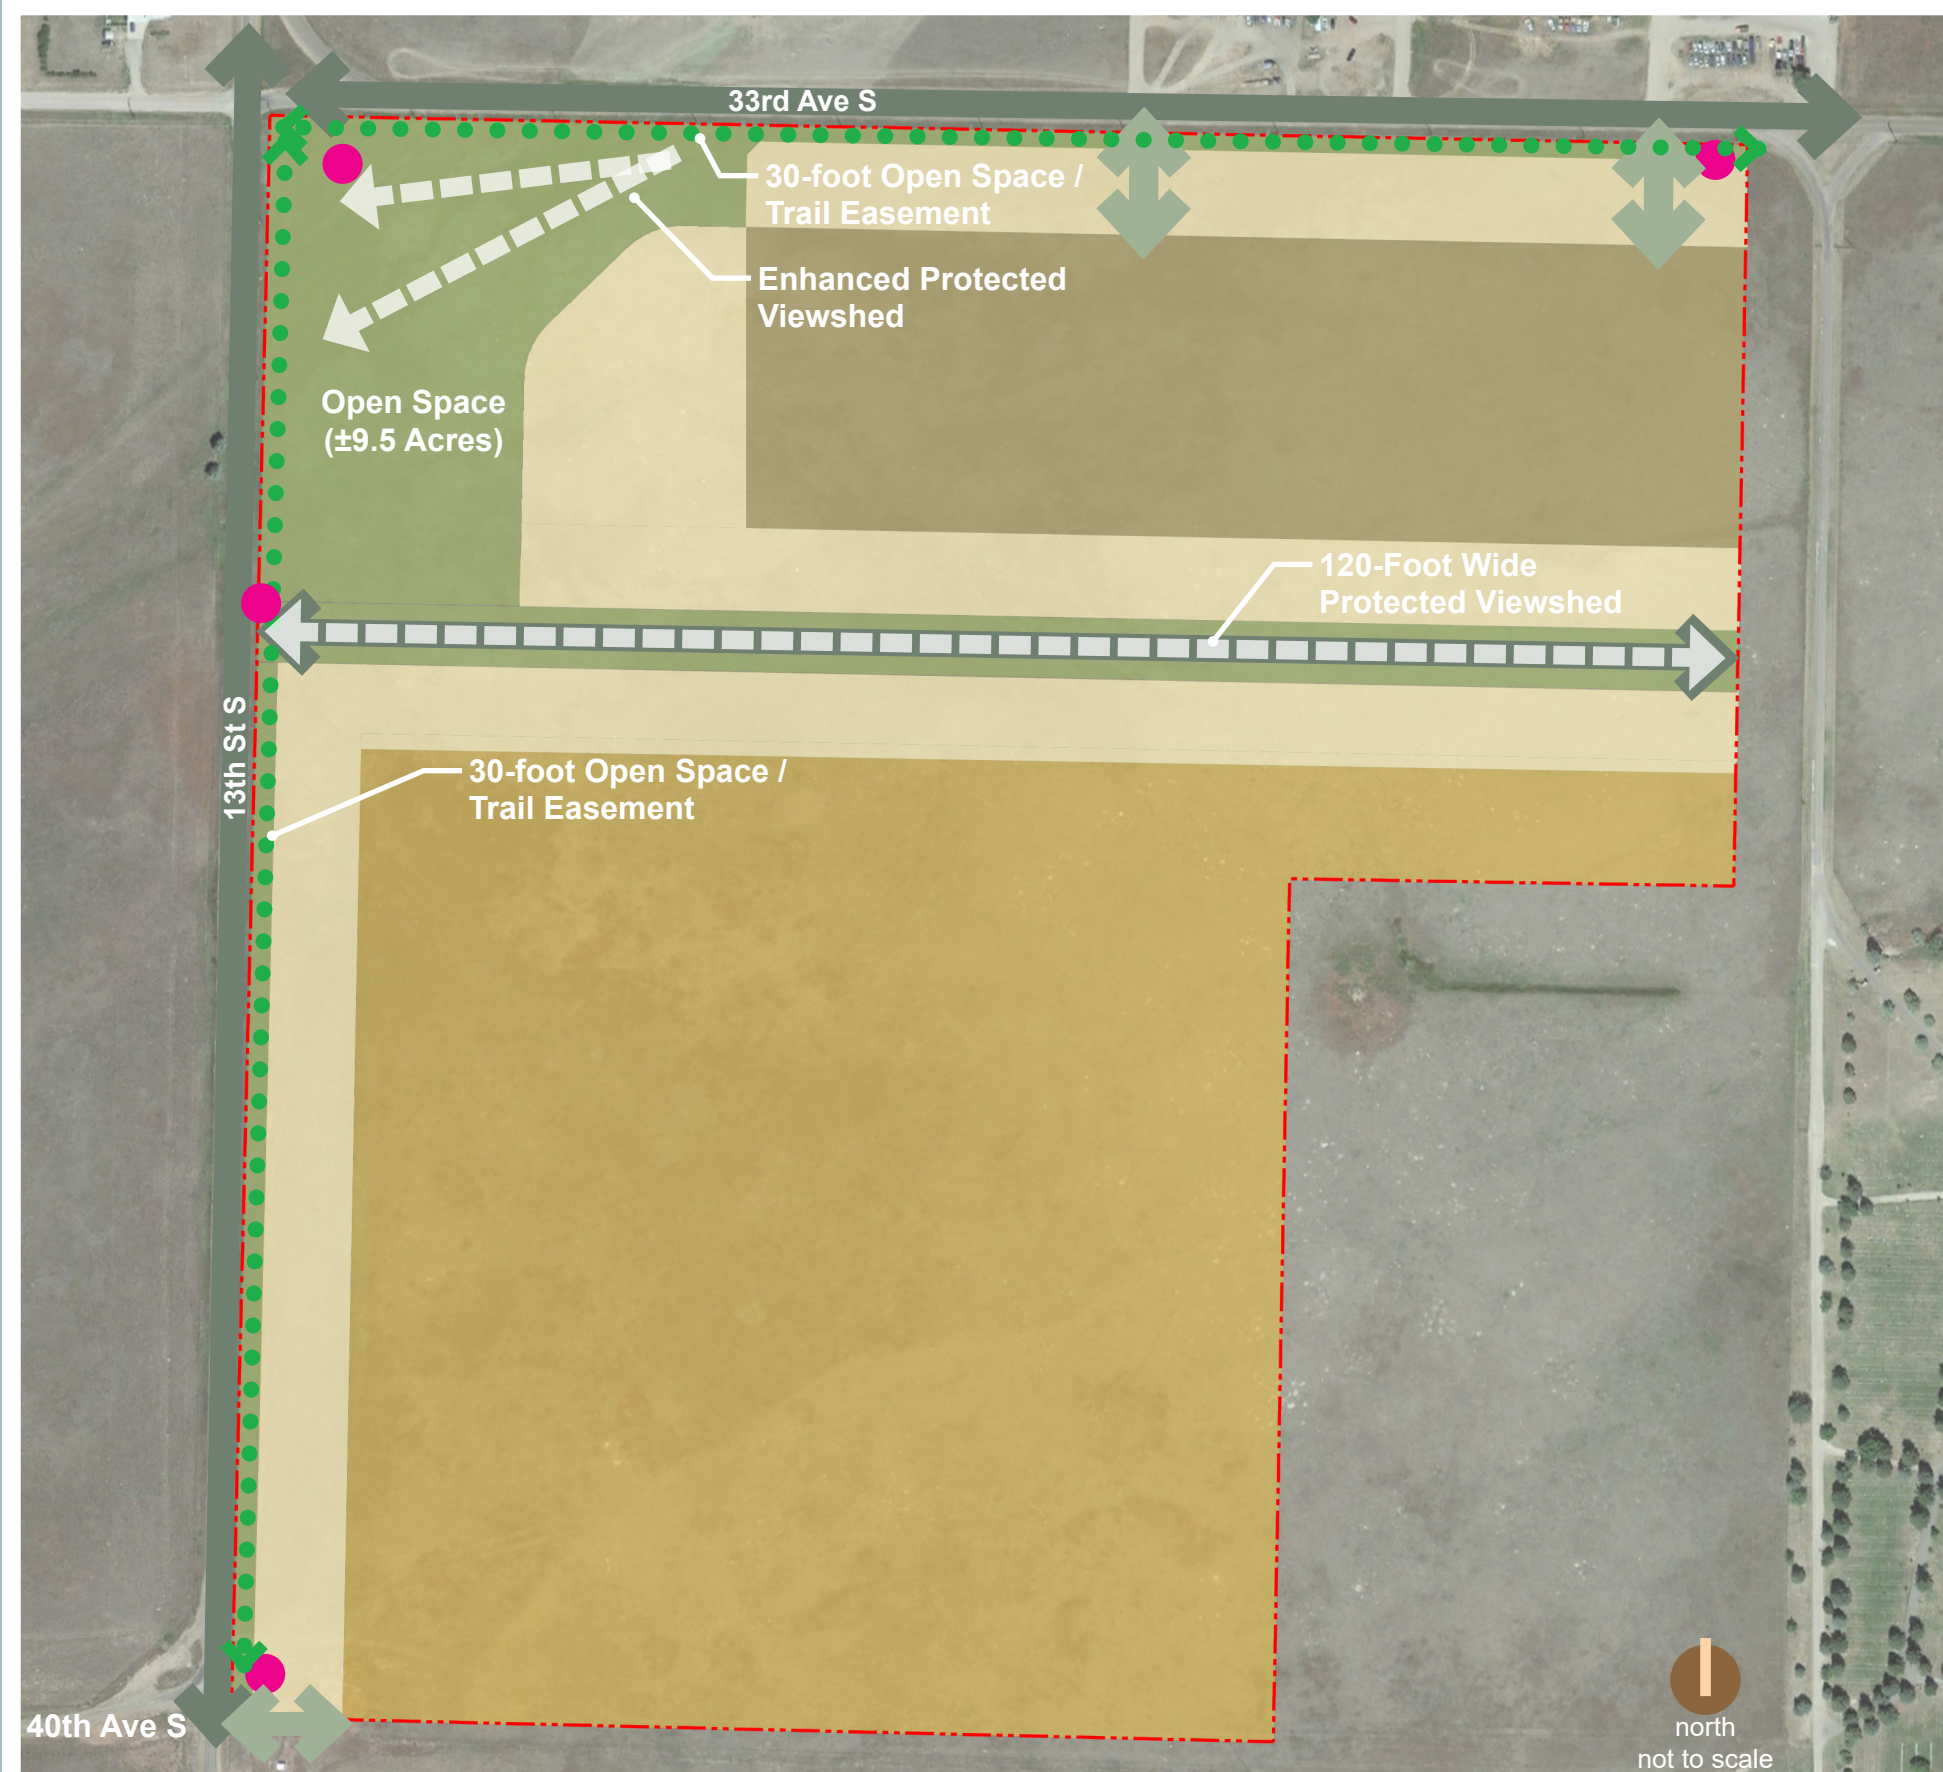 33rd Ave S
30-foot Open Space /
Trail Easement
Enhanced Protected
Viewshed
Open Space
(±9.5 Acres)
120-Foot Wide
Protected Viewshed
13th St S
30-foot Open Space /
Trail Easement
40th Ave S
north
not to scale